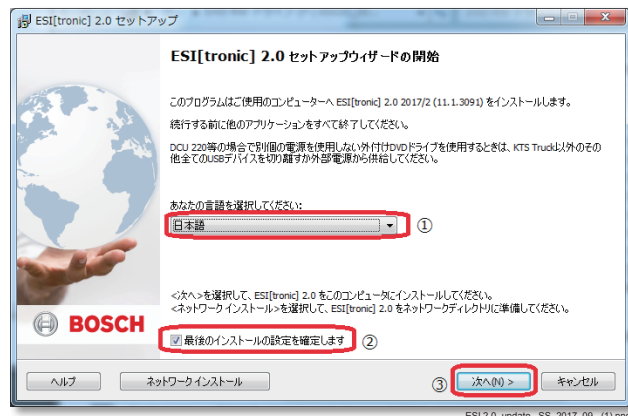 ESI[tronic] 2.0 セットアップ
ESI[tronic] 2.0 セットアップウィザードの開始
このプログラムはご使用のコンピューターへ ESI[tronic] 2.0 2017/2 (11.1.3091) をインストールします。
続行する前に他のアプリケーションをすべて終了してください。
DCU 220等の場合で別個の電源を使用しない外付けDVDドライブを使用するときは、KTS Truck以外のその
他全てのUSBデバイスを切り離すか外部電源から供給してください。
あなたの言語を選択してください:
日本語 ①
<次へ>を選択して、ESI[tronic] 2.0 をこのコンピュータにインストールしてください。
<ネットワークインストール>を選択して、ESI[tronic] 2.0 をネットワークディレクトリに準備してください。
BOSCH
最後のインストールの設定を確定します ②
ヘルプ ネットワークインストール ③ 次へ(N) > キャンセル